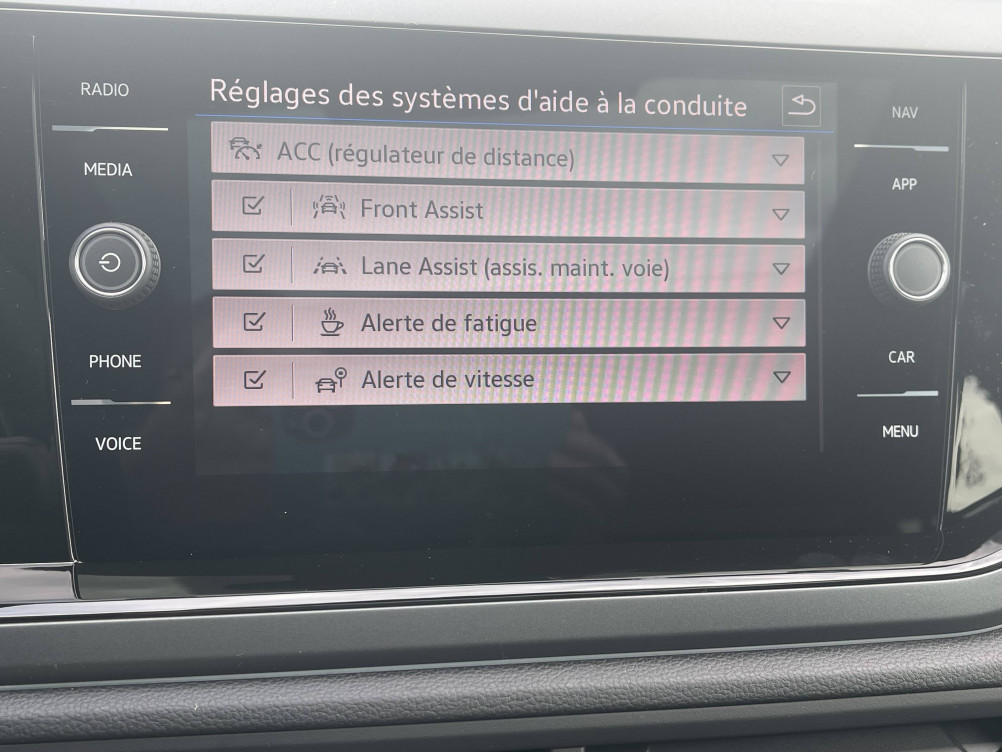 RADIO
MEDIA
PHONE
VOICE
Réglages des systèmes d'aide à la conduite
ACC (régulateur de distance)
Front Assist
Lane Assist (assis. maint. voie)
Alerte de fatigue
Alerte de vitesse
NAV
APP
CAR
MENU